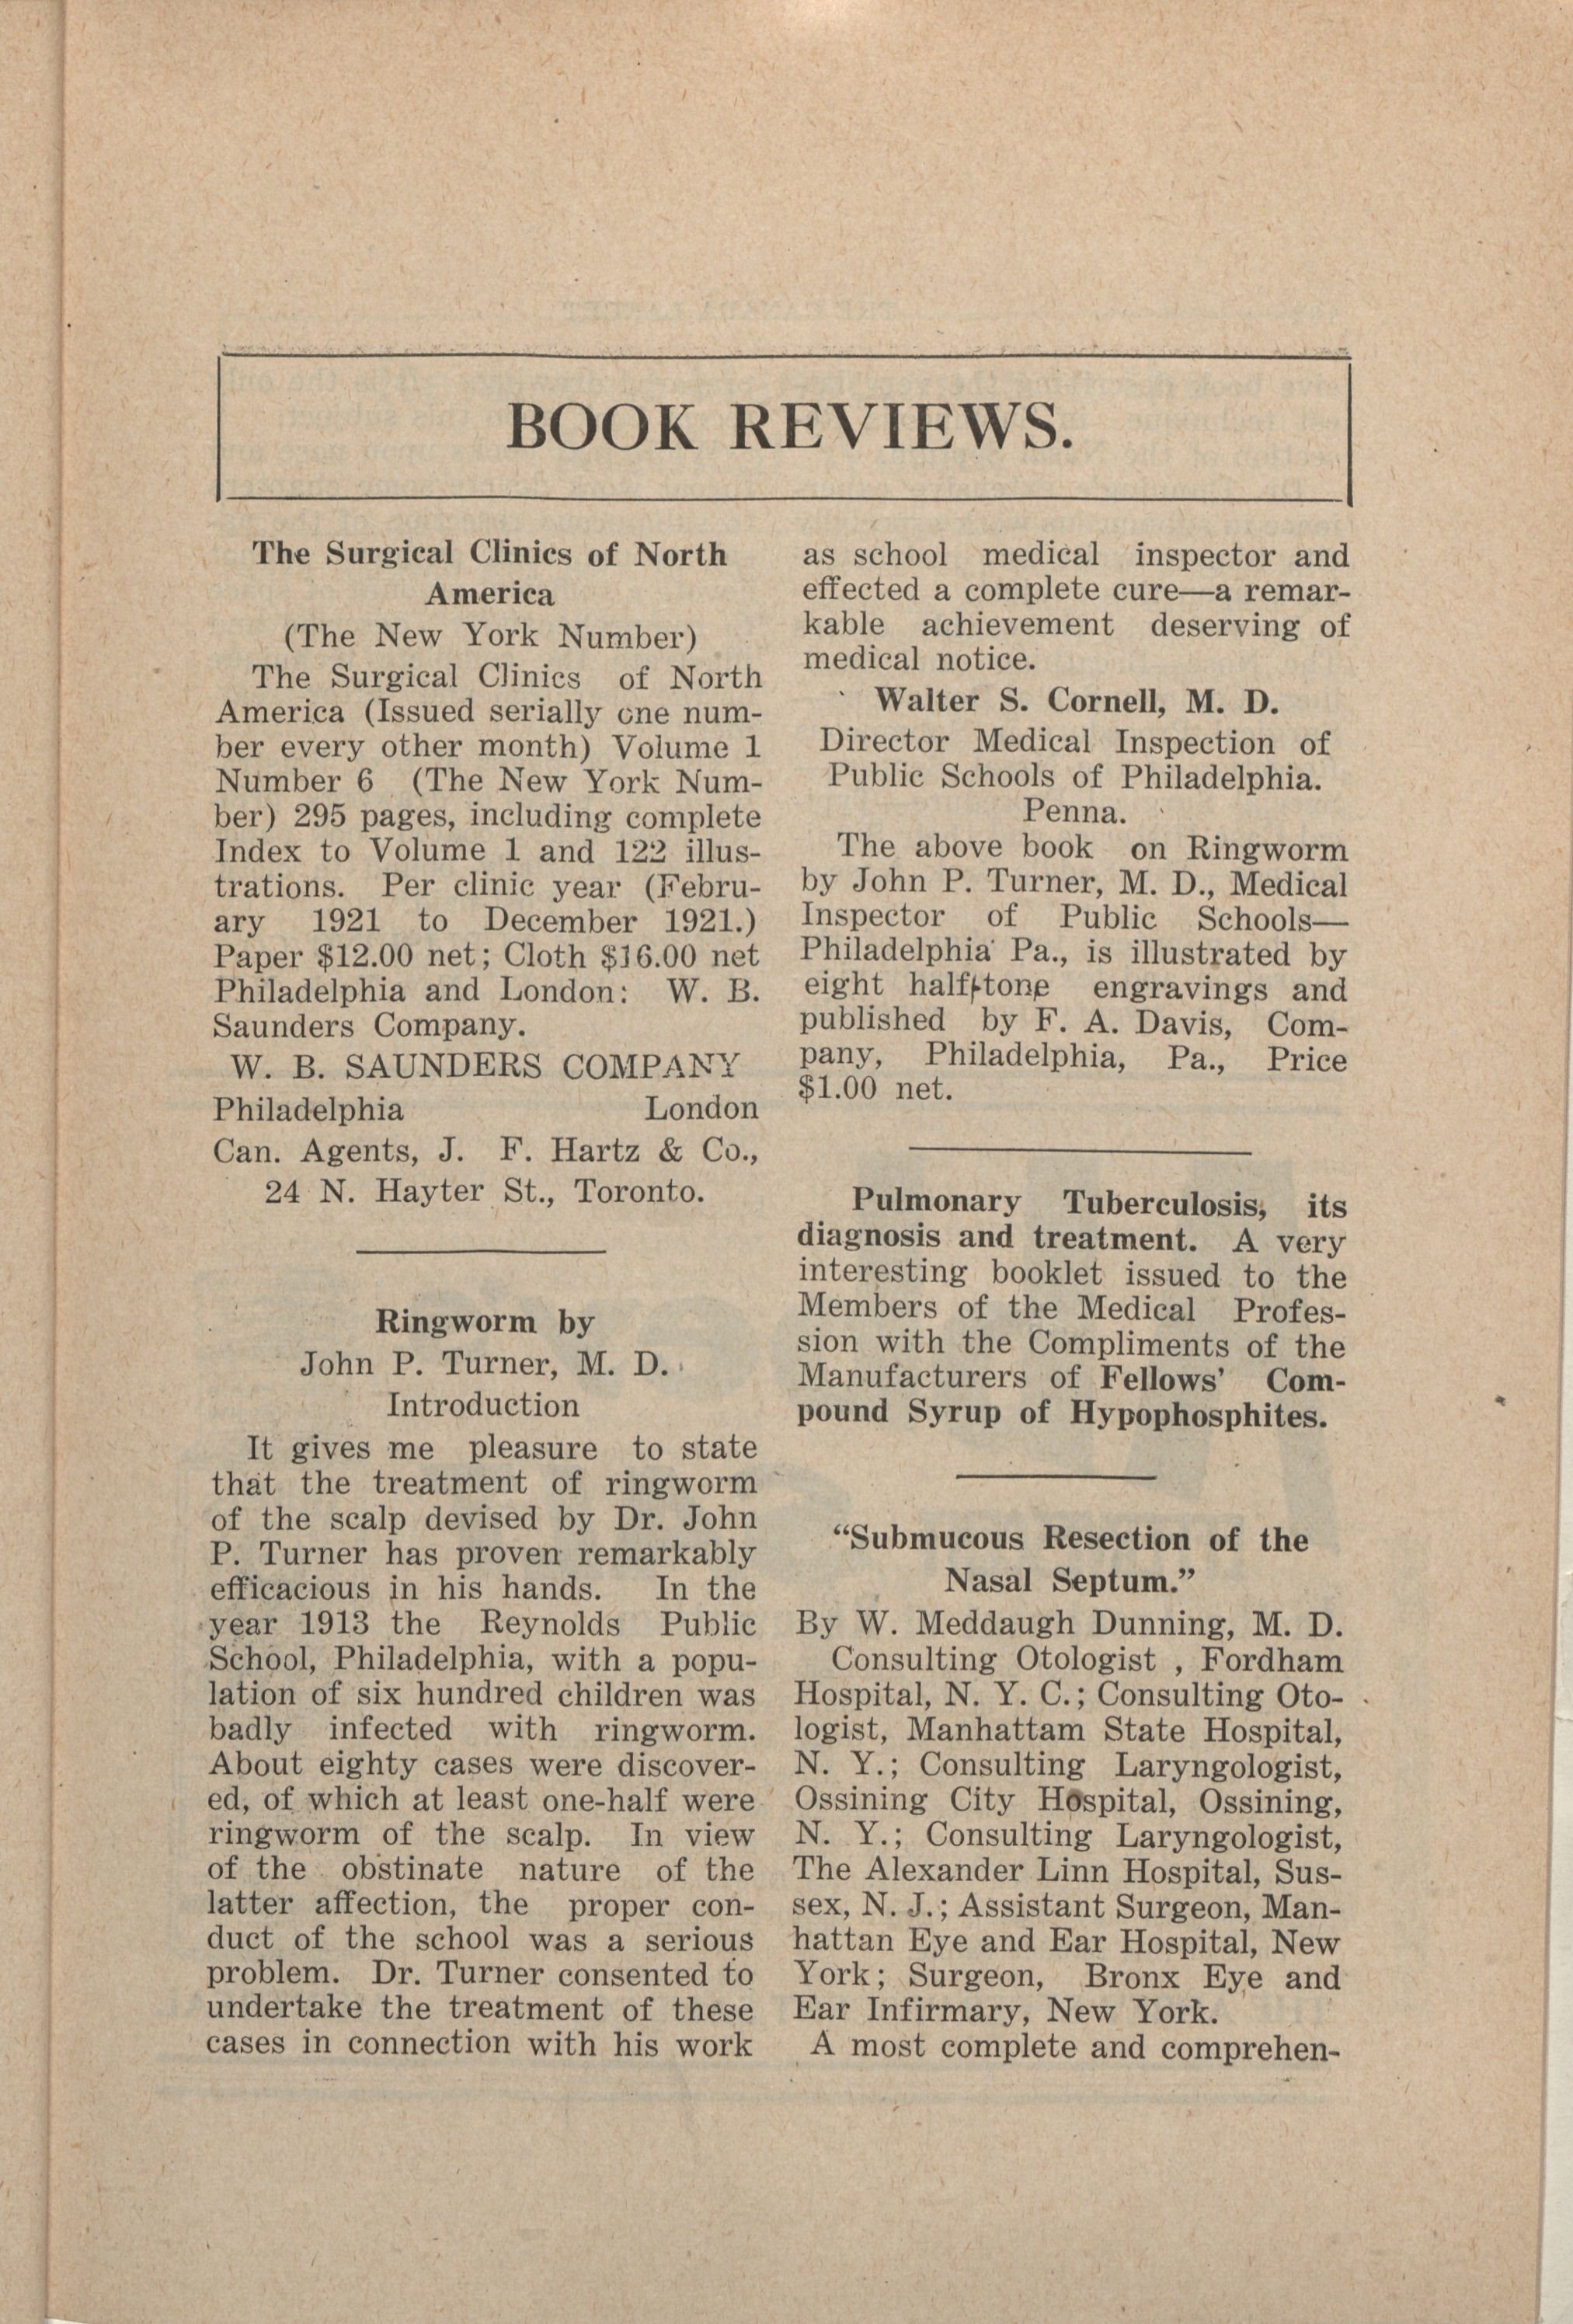 BOOK REVIEWS.
The Surgical Clinics of North
America
(The New York Number)
The Surgical Clinics of North
America (Issued serially one num-
ber every other month) Volume 1
Number 6 (The New York Num-
ber) 295 pages, including complete
Index to Volume 1 and 122 illus-
trations. Per clinic year (Febru-
ary 1921 to December 1921.)
Paper $12.00 net; Cloth $16.00 net
Philadelphia and London: W. B.
Saunders Company.
W. B. SAUNDERS COMPANY
Philadelphia London
Can. Agents, J. F. Hartz & Co.,
24 N. Hayter St., Toronto.
Ringworm by
John P. Turner, M. D.
Introduction
It gives me pleasure to state
that the treatment of ringworm
of the scalp devised by Dr. John
P. Turner has proven remarkably
efficacious in his hands. In the
year 1913 the Reynolds Public
School, Philadelphia, with a popu-
lation of six hundred children was
badly infected with ringworm.
About eighty cases were discover-
ed, of which at least one-half were
ringworm of the scalp. In view
of the obstinate nature of the
latter affection, the proper con-
duct of the school was a serious
problem. Dr. Turner consented to
undertake the treatment of these
cases in connection with his work
as school medical inspector and
effected a complete cure—a remar-
kable achievement deserving of
medical notice.
Walter S. Cornell, M. D.
Director Medical Inspection of
Public Schools of Philadelphia.
Penna.
The above book on Ringworm
by John P. Turner, M. D., Medical
Inspector of Public Schools—
Philadelphia Pa., is illustrated by
eight half-tone engravings and
published by F. A. Davis, Com-
pany, Philadelphia, Pa., Price
$1.00 net.
Pulmonary Tuberculosis, its
diagnosis and treatment. A very
interesting booklet issued to the
Members of the Medical Profes-
sion with the Compliments of the
Manufacturers of Fellows' Com-
pound Syrup of Hypophosphites.
"Submucous Resection of the
Nasal Septum."
By W. Meddaugh Dunning, M. D.
Consulting Otologist , Fordham
Hospital, N. Y. C.; Consulting Oto-
logist, Manhattam State Hospital,
N. Y.; Consulting Laryngologist,
Ossining City Hospital, Ossining,
N. Y.; Consulting Laryngologist,
The Alexander Linn Hospital, Sus-
sex, N. J.; Assistant Surgeon, Man-
hattan Eye and Ear Hospital, New
York; Surgeon, Bronx Eye and
Ear Infirmary, New York.
A most complete and comprehen-